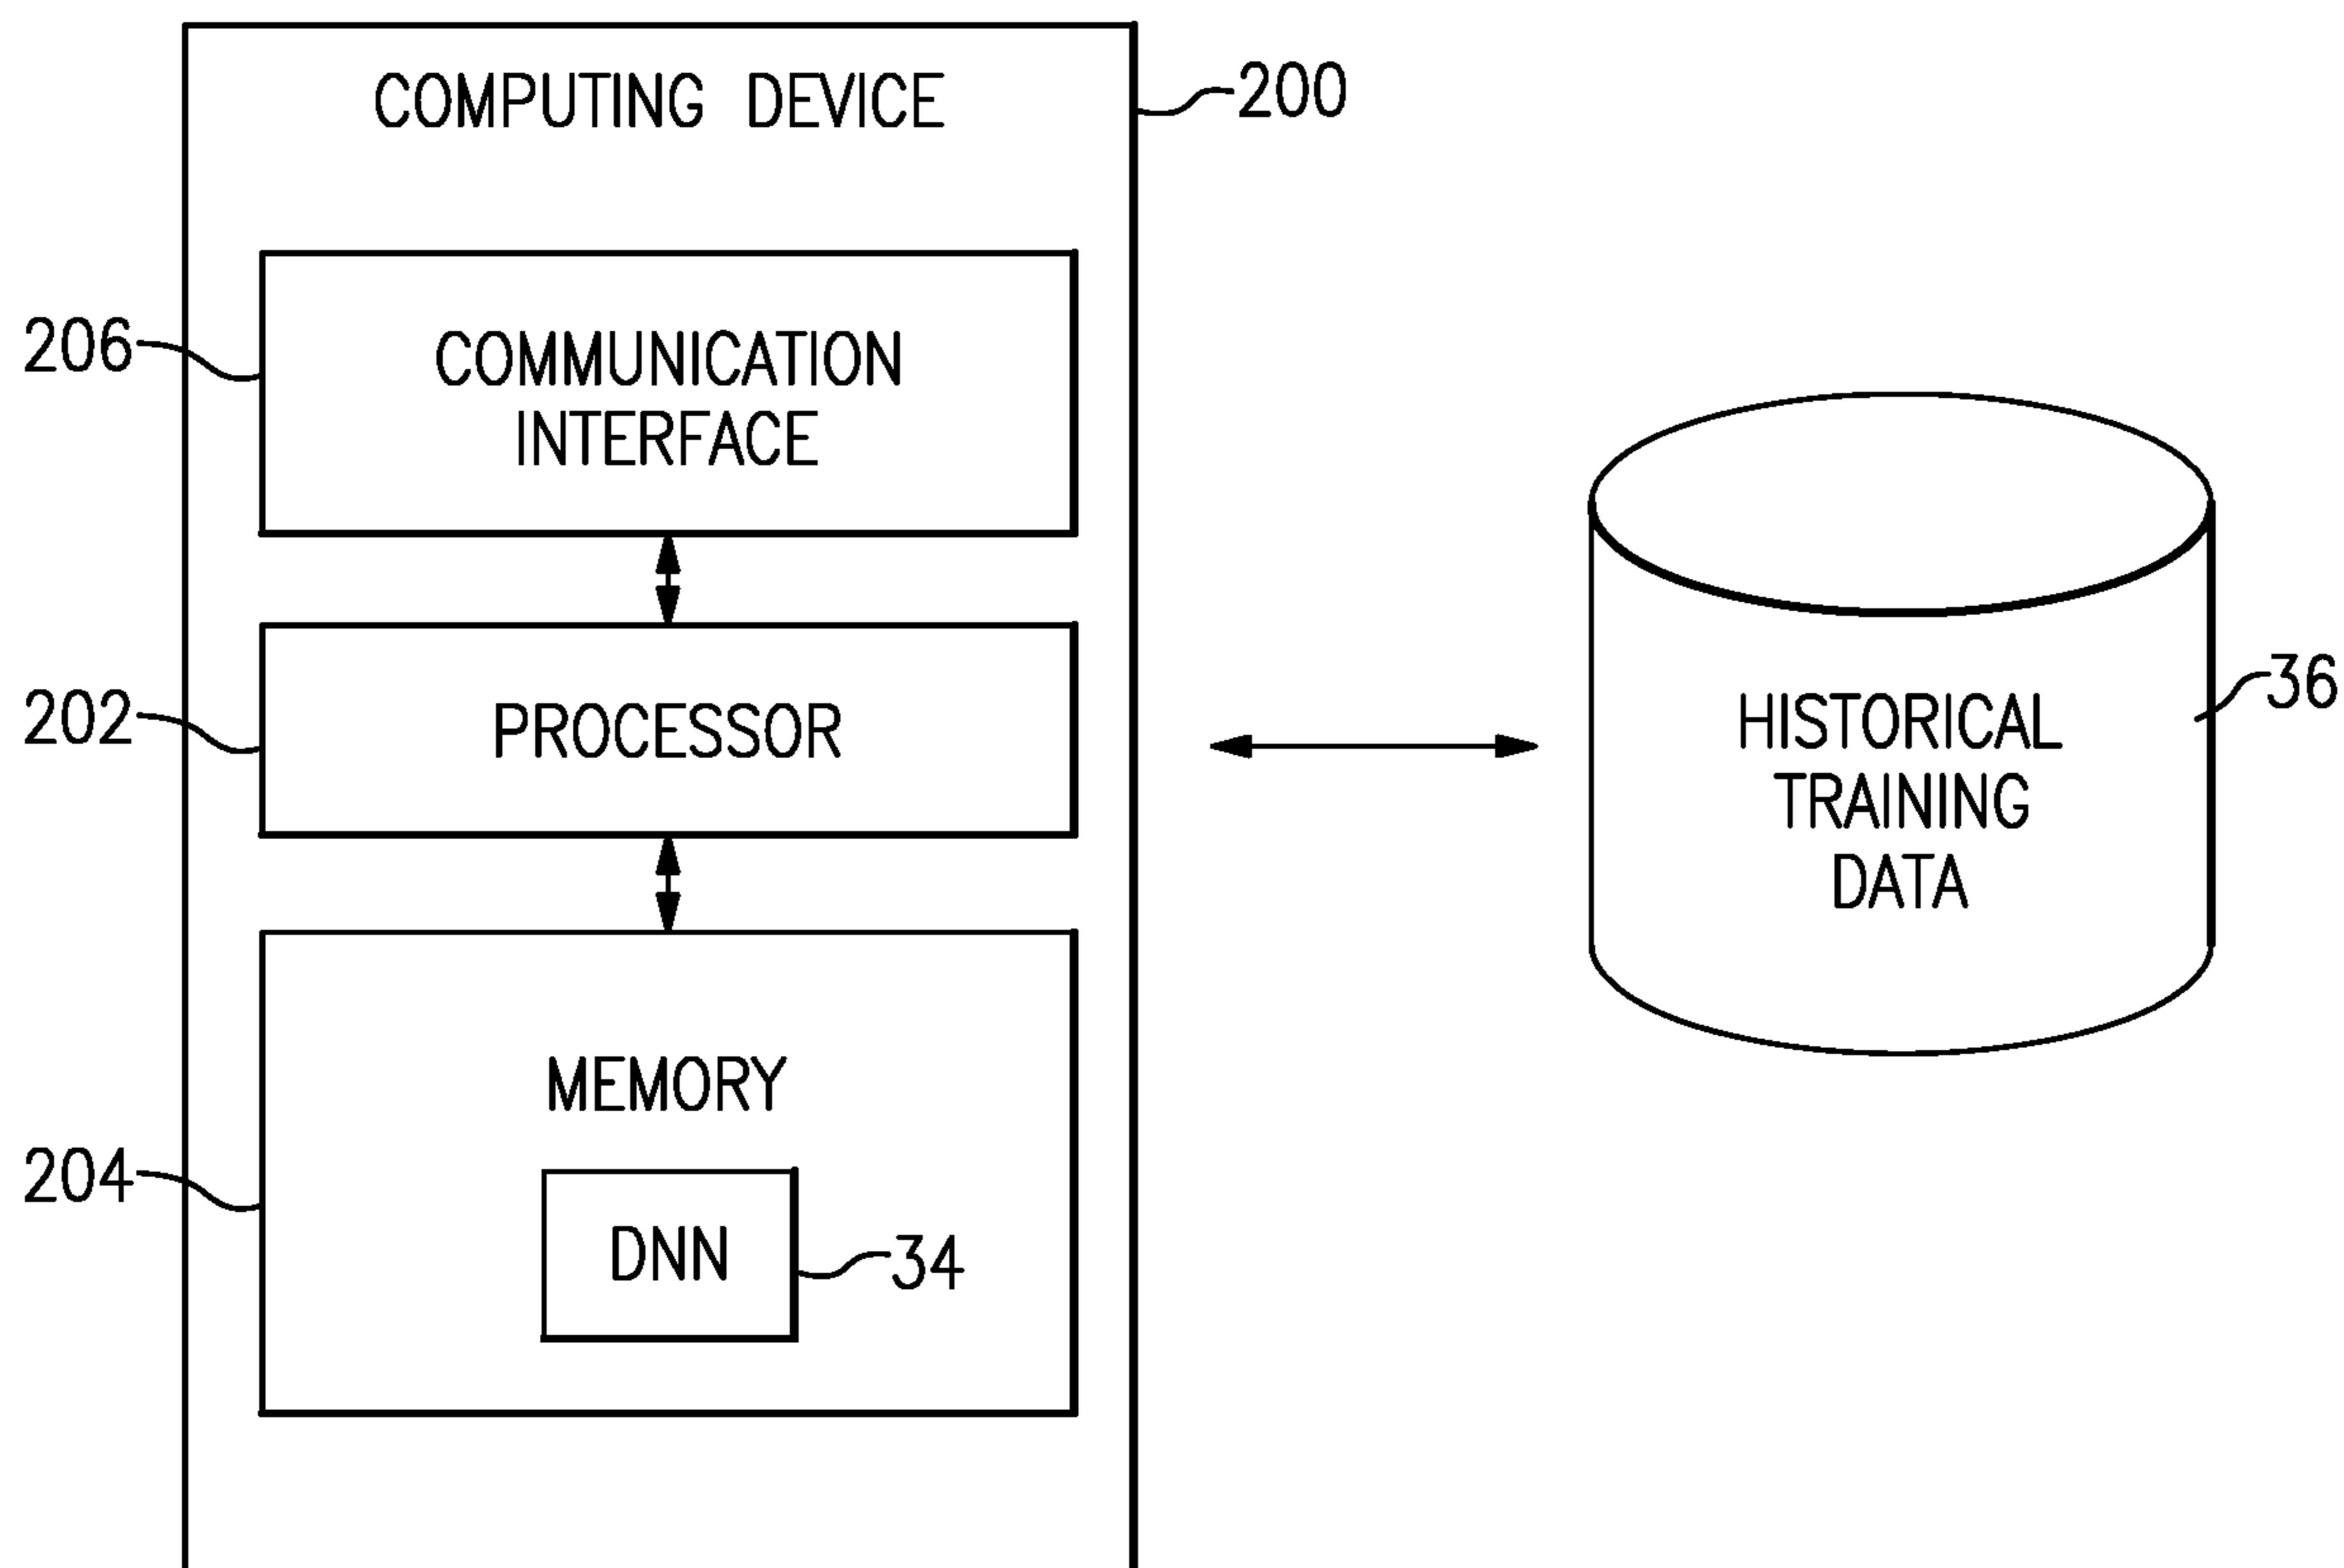 COMPUTING DEVICE
200
206
COMMUNICATION
INTERFACE
202
PROCESSOR
36
HISTORICAL
TRAINING
DATA
MEMORY
204
DNN
34